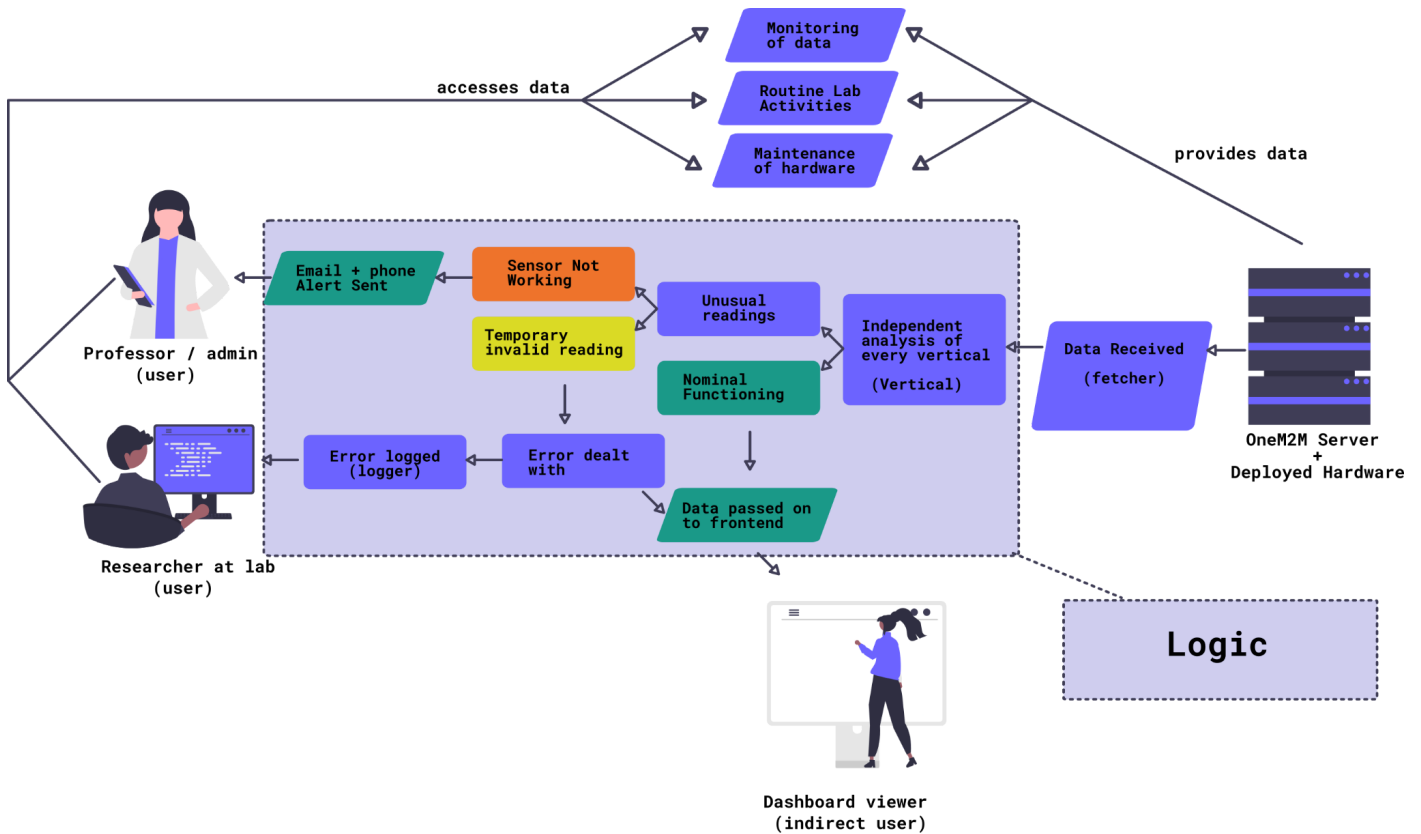 Monitoring
of data
accesses data
Routine Lab
Activities
Maintenance
of hardware
provides data
Email + phone
Alert Sent
Sensor Not
Working
Unusual
readings
Temporary
invalid reading
Independent
analysis of
every vertical
(Vertical)
Data Received
(fetcher)
Professor / admin
(user)
Nominal
Functioning
OneM2M Server
+
Deployed Hardware
Error logged
(logger)
Error dealt
with
Data passed on
to frontend
Researcher at lab
(user)
Logic
Dashboard viewer
(indirect user)